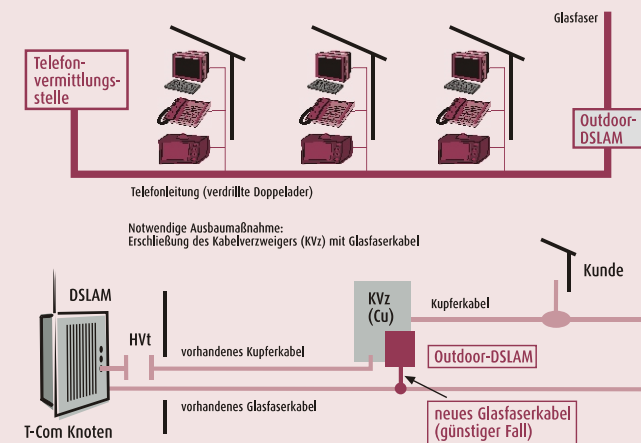 Glasfaser
Telefon-
vermittlungs-
stelle
Outdoor-
DSLAM
Telefonleitung (verdrillte Doppelader)
Notwendige Ausbaumaßnahme:
Erschließung des Kabelverzweigers (KVz) mit Glasfaserkabel
Kunde
DSLAM
KVz
(Cu)
Kupferkabel
HVt
vorhandenes Kupferkabel
Outdoor-DSLAM
vorhandenes Glasfaserkabel
neues Glasfaserkabel
(günstiger Fall)
T-Com Knoten